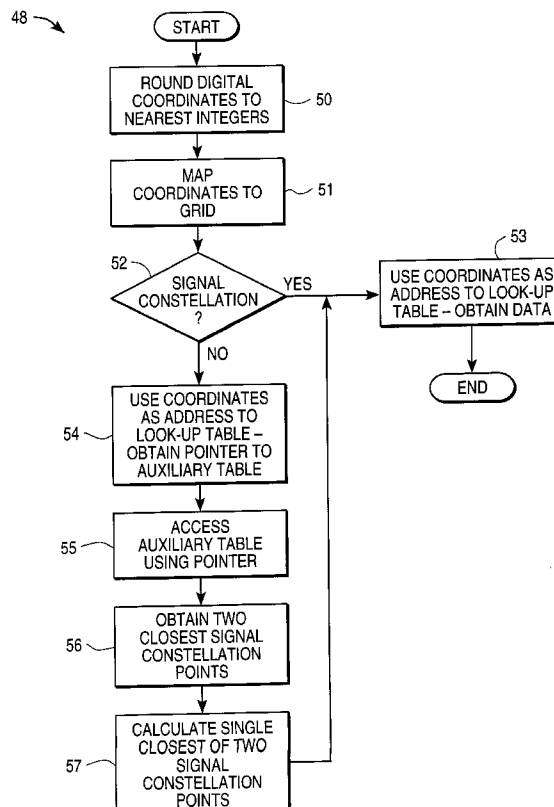 48
START
ROUND DIGITAL
COORDINATES TO
NEAREST INTEGERS
50
MAP
COORDINATES TO
GRID
51
52
SIGNAL
CONSTELLATION
?
YES
NO
53
USE COORDINATES AS
ADDRESS TO LOOK-UP
TABLE – OBTAIN DATA
END
USE COORDINATES
AS ADDRESS TO
LOOK-UP TABLE –
OBTAIN POINTER TO
AUXILIARY TABLE
54
ACCESS
AUXILIARY TABLE
USING POINTER
55
OBTAIN TWO
CLOSEST SIGNAL
CONSTELLATION
POINTS
56
CALCULATE SINGLE
CLOSEST OF TWO
SIGNAL
CONSTELLATION
POINTS
57